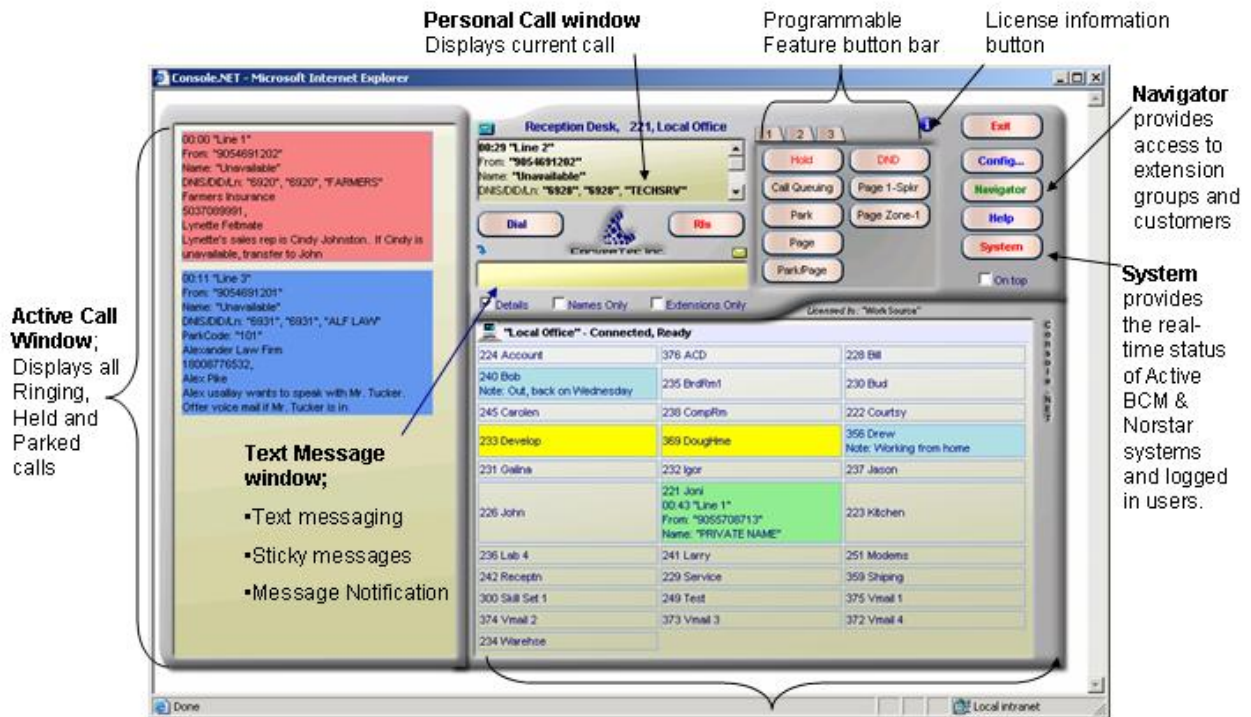 Personal Call window
Displays current call
Programmable
Feature button bar
License information
button
Console.NET - Microsoft Internet Explorer
Navigator
provides
access to
extension
groups and
customers
System
provides
the real-
time status
of Active
BCM &
Norstar
systems
and logged
in users.
Active Call
Window;
Displays all
Ringing,
Held and
Parked
calls
00:00 "Line 1"
From: "9054691202"
Name: "Unavailable"
DNIS/DID/Ln: "6920", "6920", "FARMERS"
Farmers Insurance
5037089991,
Lynette Feltmate
Lynette's sales rep is Cindy Johnston. If Cindy is
unavailable, transfer to John
00:11 "Line 3"
From: "9054691201"
Name: "Unavailable"
DNIS/DID/Ln: "6931", "6931", "ALF LAW"
ParkCode: "101"
Alexander Law Firm
18008776532,
Alex Pike
Alex usallay wants to speak with Mr. Tucker.
Offer voice mail if Mr. Tucker is in
Text Message
window;
▪Text messaging
▪Sticky messages
▪Message Notification
Reception Desk, 221, Local Office
00:29 "Line 2"
From: "9054691202"
Name: "Unavailable"
DNIS/DID/Ln: "6928", "6928", "TECHSRV"
Dial
Rls
ConverTec Inc.
1 2 3
Hold DND
Call Queuing Page 1-Spkr
Park Page Zone-1
Page
Park/Page
Exit
Config...
Navigator
Help
System
On top
Details Names Only Extensions Only
Licensed to: "Work Source"
Console .NET
"Local Office" - Connected, Ready
224 Account 376 ACD 228 Bill
240 Bob
Note: Out, back on Wednesday
235 BrdRm1 230 Bud
245 Carolen 238 CompRm 222 Courtsy
233 Develop 369 DougHme
356 Drew
Note: Working from home
231 Galina 232 Igor 237 Jason
226 John
221 Joni
00:43 "Line 1"
From: "9055708713"
Name: "PRIVATE NAME"
223 Kitchen
236 Lab 4 241 Larry 251 Modems
242 Receptn 229 Service 359 Shiping
300 Skill Set 1 249 Test 375 Vmail 1
374 Vmail 2 373 Vmail 3 372 Vmail 4
234 Warehse
Done
Local intranet